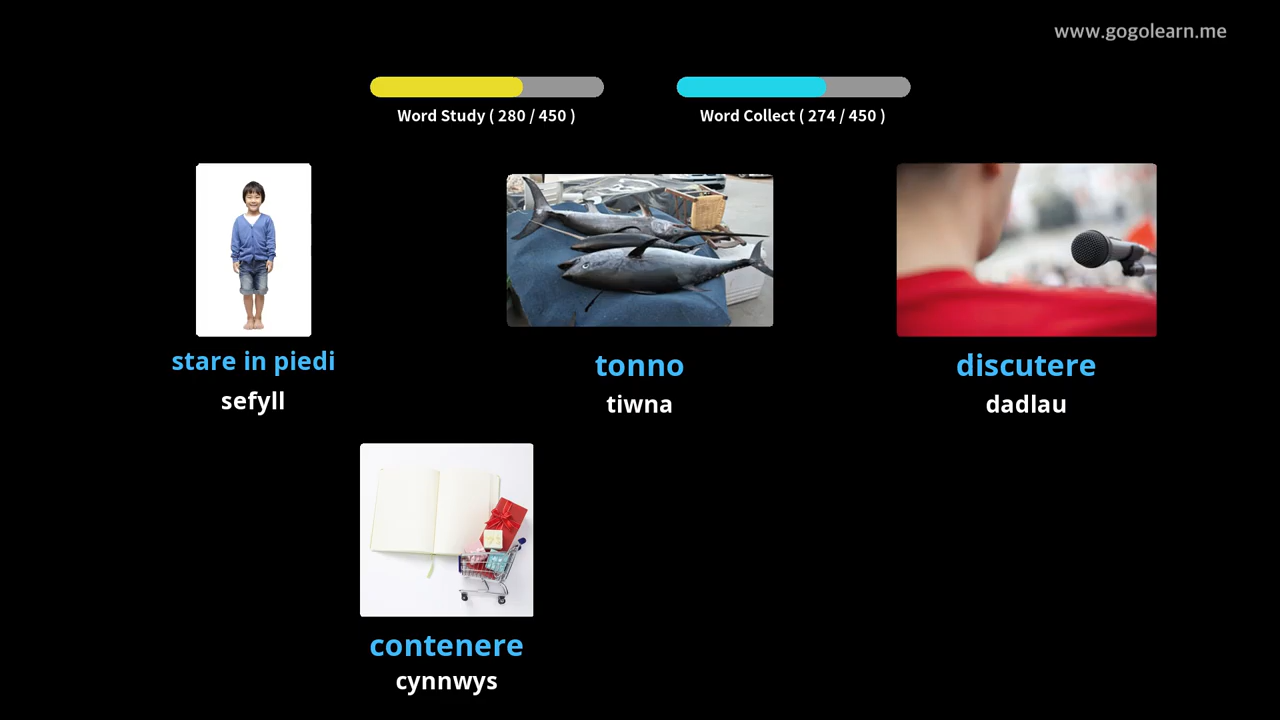 www.gogolearn.me
Word Study ( 280 / 450 )
Word Collect ( 274 / 450 )
stare in piedi
sefyll
tonno
tiwna
discutere
dadlau
contenere
cynnwys